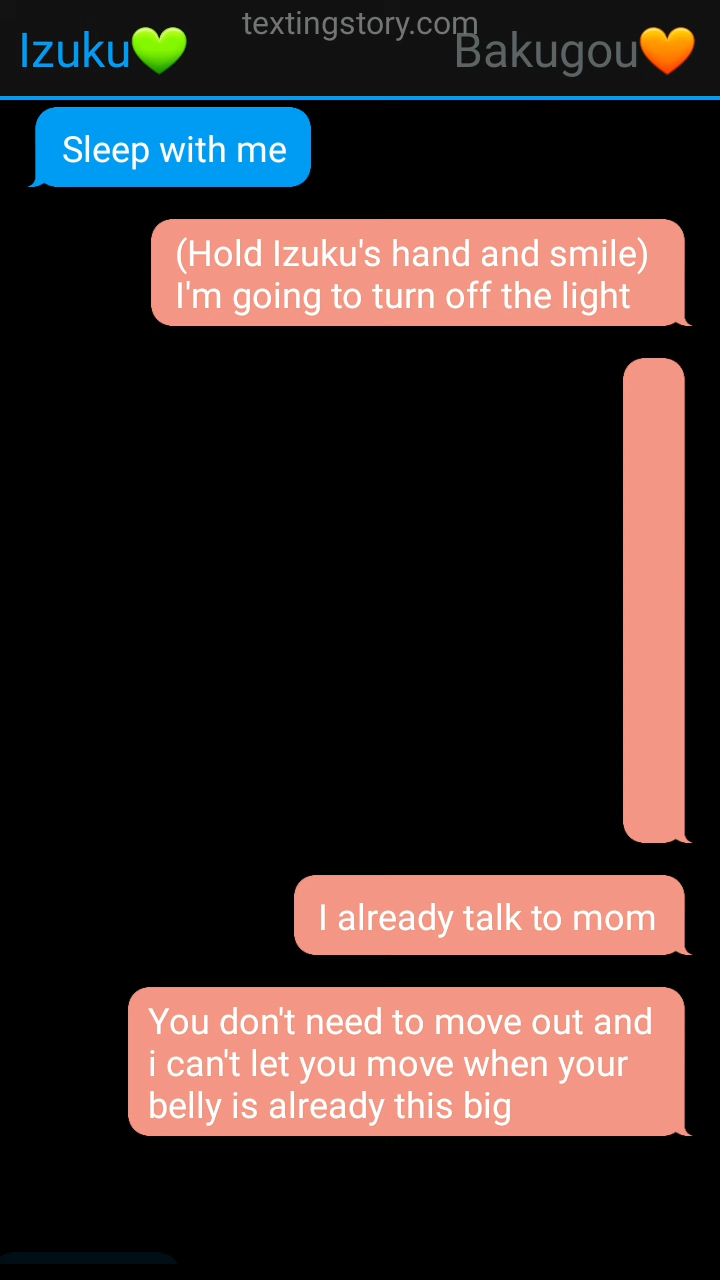 textingstory.com
Izuku💚
Bakugou🧡
Sleep with me
(Hold Izuku's hand and smile)
I'm going to turn off the light
I already talk to mom
You don't need to move out and
i can't let you move when your
belly is already this big